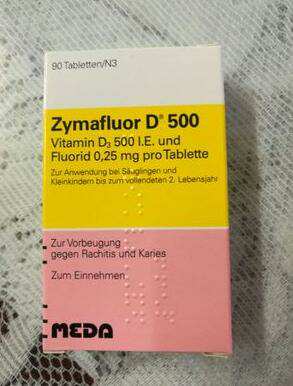 90 Tabletten/N3
Zymafluor D® 500
Vitamin D₃ 500 I.E. und
Fluorid 0,25 mg pro Tablette
Zur Anwendung bei Säuglingen und
Kleinkindern bis zum vollendeten 2. Lebensjahr
Zur Vorbeugung
gegen Rachitis und Karies
Zum Einnehmen
MEDA